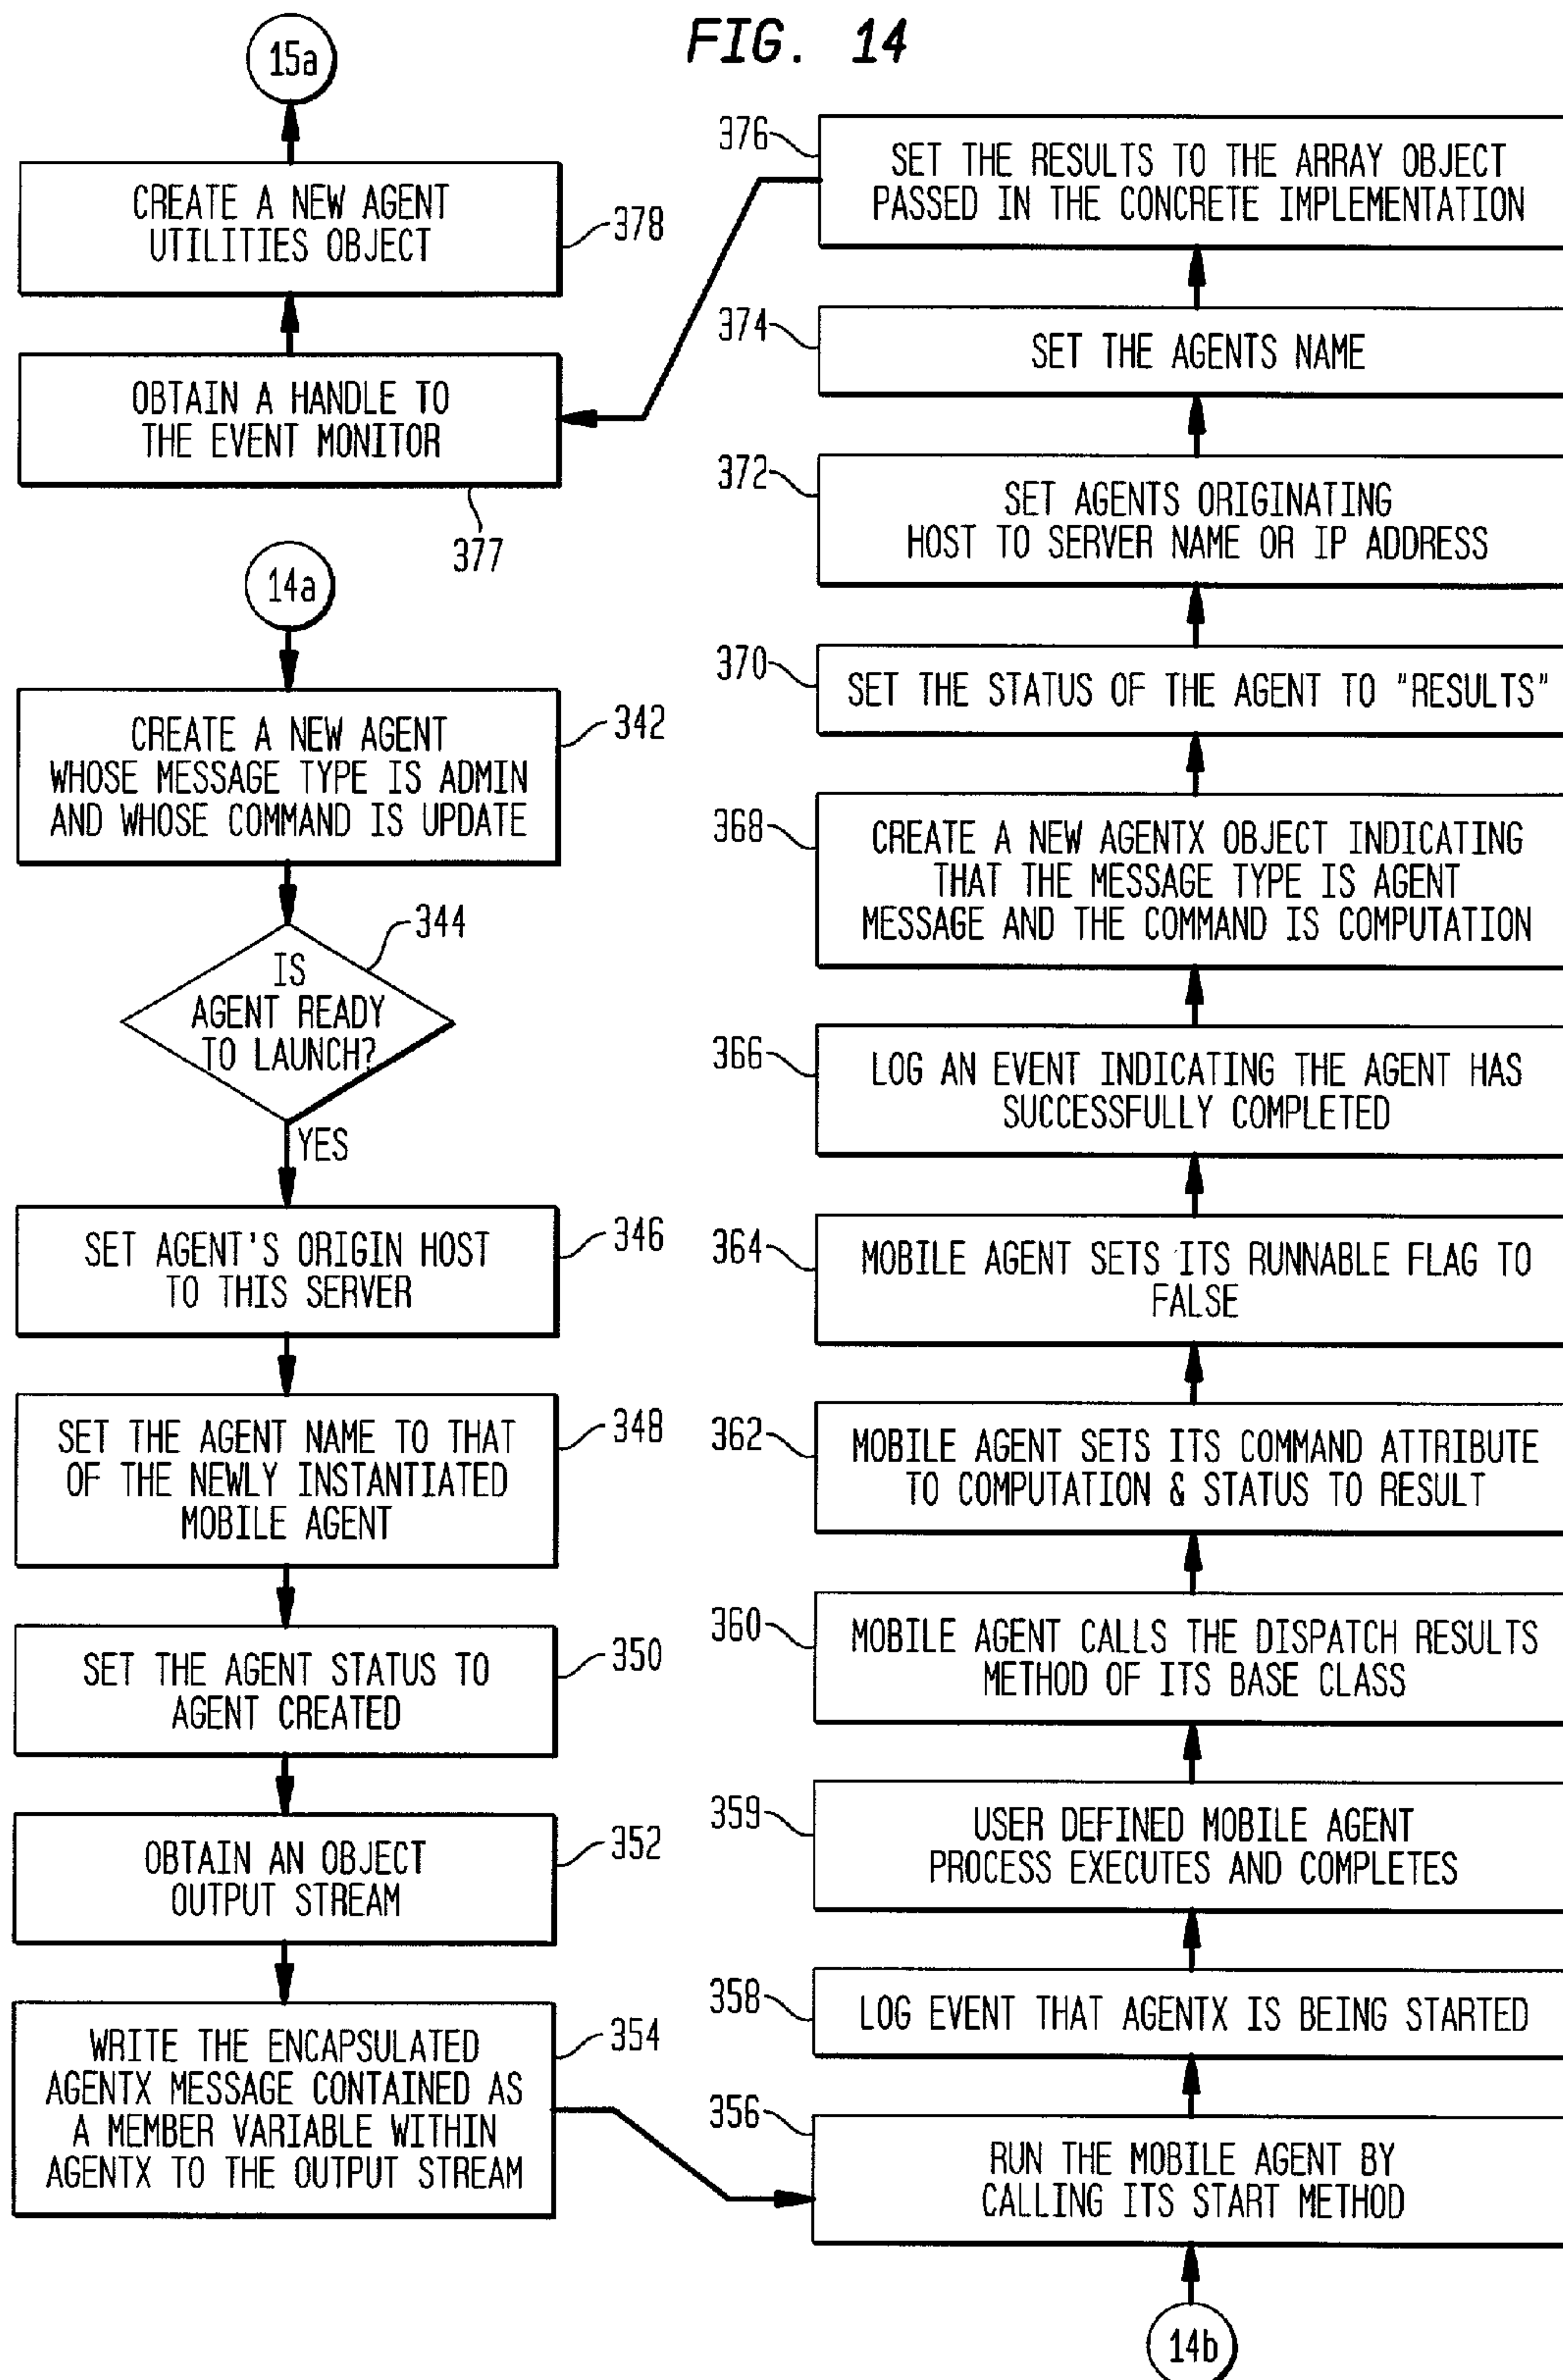 FIG. 14
15a
CREATE A NEW AGENT
UTILITIES OBJECT
378
OBTAIN A HANDLE TO
THE EVENT MONITOR
377
14a
CREATE A NEW AGENT
WHOSE MESSAGE TYPE IS ADMIN
AND WHOSE COMMAND IS UPDATE
342
344
IS
AGENT READY
TO LAUNCH?
YES
SET AGENT'S ORIGIN HOST
TO THIS SERVER
346
SET THE AGENT NAME TO THAT
OF THE NEWLY INSTANTIATED
MOBILE AGENT
348
SET THE AGENT STATUS TO
AGENT CREATED
350
OBTAIN AN OBJECT
OUTPUT STREAM
352
WRITE THE ENCAPSULATED
AGENTX MESSAGE CONTAINED AS
A MEMBER VARIABLE WITHIN
AGENTX TO THE OUTPUT STREAM
354
376
SET THE RESULTS TO THE ARRAY OBJECT
PASSED IN THE CONCRETE IMPLEMENTATION
374
SET THE AGENTS NAME
372
SET AGENTS ORIGINATING
HOST TO SERVER NAME OR IP ADDRESS
370
SET THE STATUS OF THE AGENT TO "RESULTS"
368
CREATE A NEW AGENTX OBJECT INDICATING
THAT THE MESSAGE TYPE IS AGENT
MESSAGE AND THE COMMAND IS COMPUTATION
366
LOG AN EVENT INDICATING THE AGENT HAS
SUCCESSFULLY COMPLETED
364
MOBILE AGENT SETS ITS RUNNABLE FLAG TO
FALSE
362
MOBILE AGENT SETS ITS COMMAND ATTRIBUTE
TO COMPUTATION & STATUS TO RESULT
360
MOBILE AGENT CALLS THE DISPATCH RESULTS
METHOD OF ITS BASE CLASS
359
USER DEFINED MOBILE AGENT
PROCESS EXECUTES AND COMPLETES
358
LOG EVENT THAT AGENTX IS BEING STARTED
356
RUN THE MOBILE AGENT BY
CALLING ITS START METHOD
14b